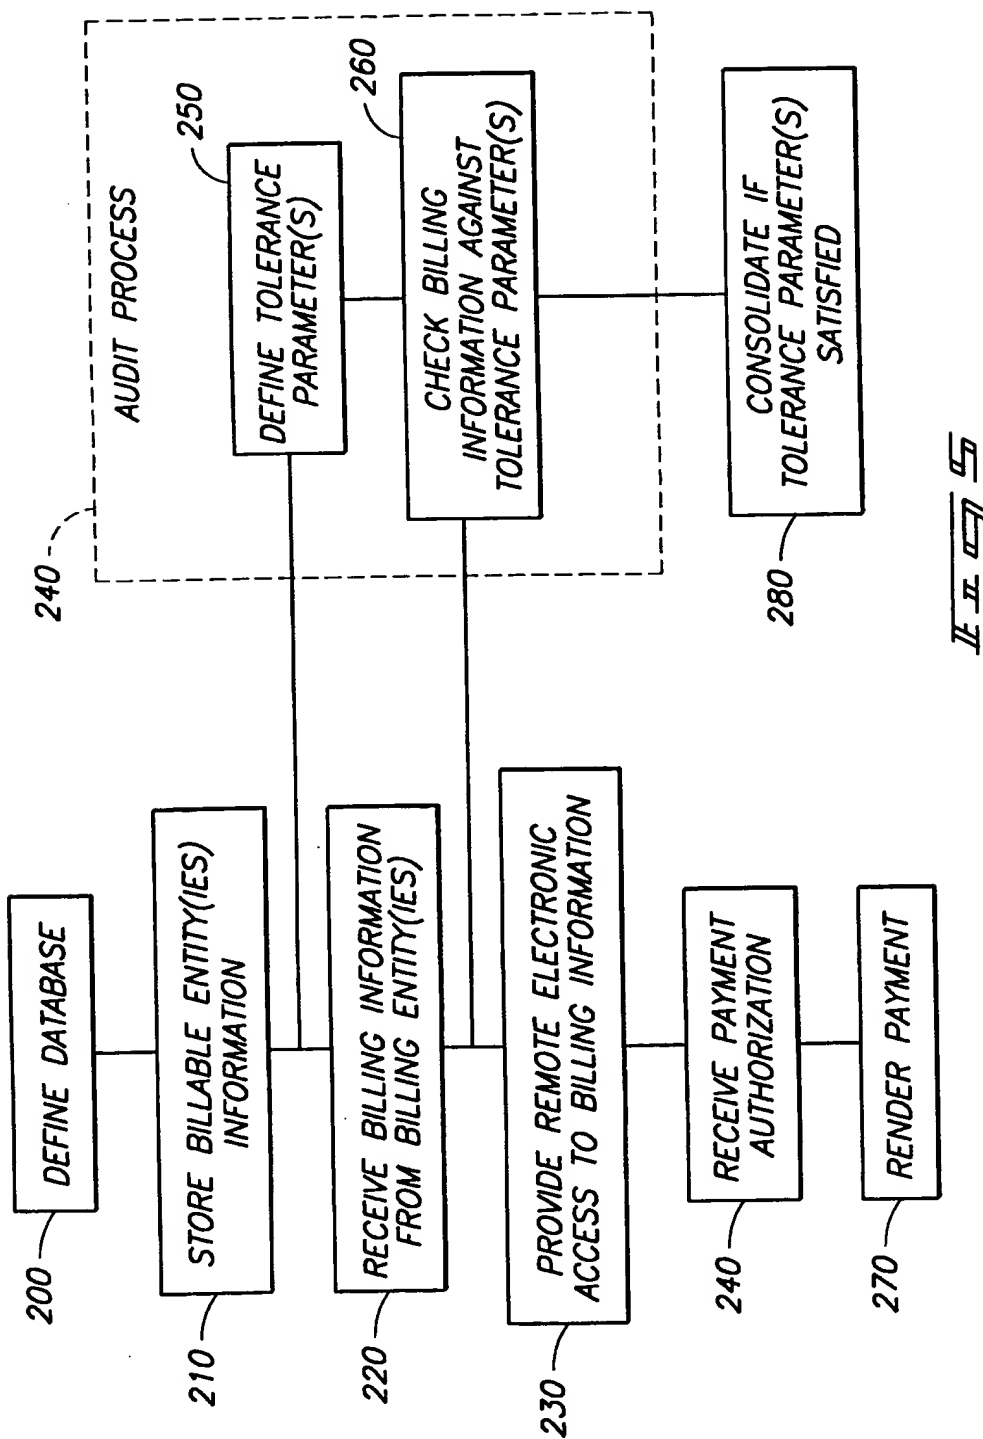 200
DEFINE DATABASE
210
STORE BILLABLE ENTITY(IES)
INFORMATION
220
RECEIVE BILLING INFORMATION
FROM BILLING ENTITY(IES)
230
PROVIDE REMOTE ELECTRONIC
ACCESS TO BILLING INFORMATION
240
RECEIVE PAYMENT
AUTHORIZATION
270
RENDER PAYMENT
240
AUDIT PROCESS
250
DEFINE TOLERANCE
PARAMETER(S)
260
CHECK BILLING
INFORMATION AGAINST
TOLERANCE PARAMETER(S)
280
CONSOLIDATE IF
TOLERANCE PARAMETER(S)
SATISFIED
FIG 5